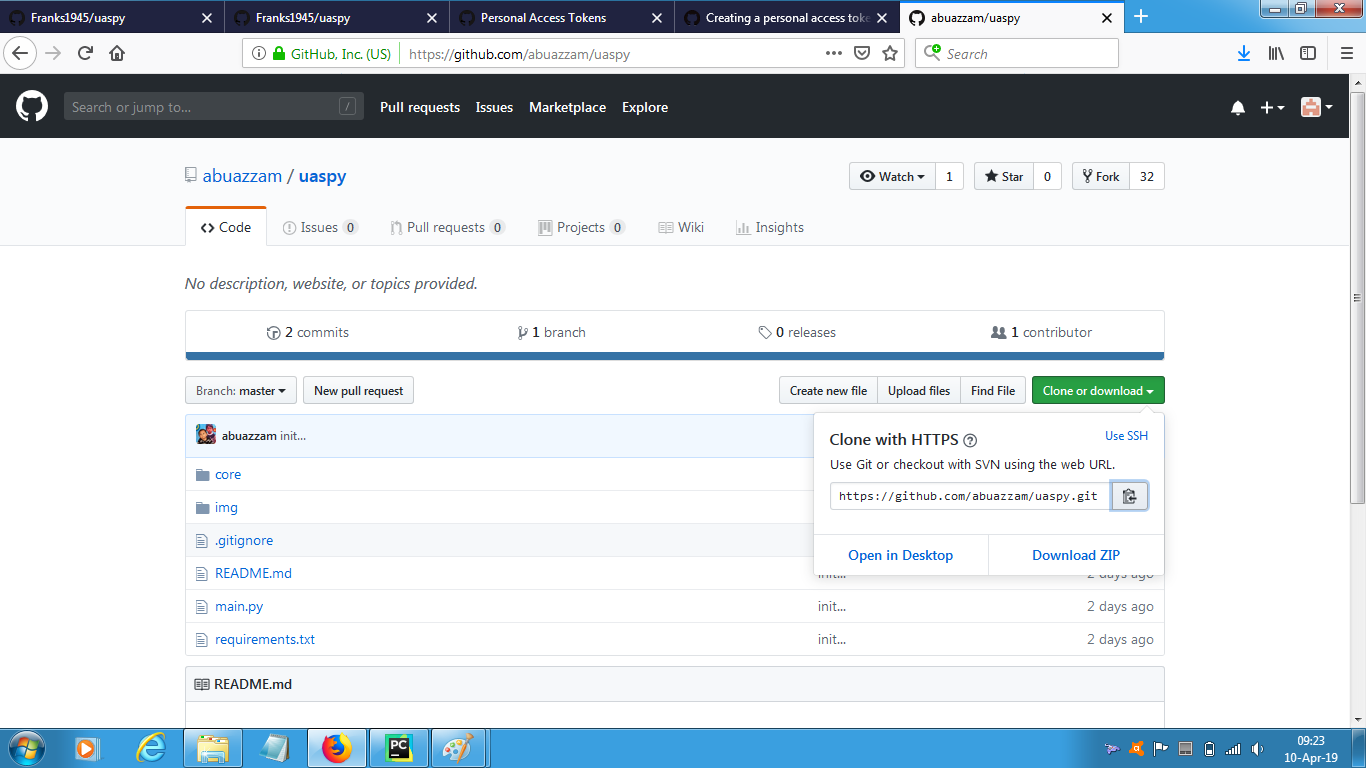 Franks1945/uaspy
Franks1945/uaspy
Personal Access Tokens
Creating a personal access toke
abuazzam/uaspy
GitHub, Inc. (US)
https://github.com/abuazzam/uaspy
Search
Search or jump to...
/
Pull requests
Issues
Marketplace
Explore
abuazzam / uaspy
Watch 1
Star 0
Fork 32
Code
Issues 0
Pull requests 0
Projects 0
Wiki
Insights
No description, website, or topics provided.
2 commits
1 branch
0 releases
1 contributor
Branch: master
New pull request
Create new file
Upload files
Find File
Clone or download
abuazzam init...
Clone with HTTPS
Use SSH
Use Git or checkout with SVN using the web URL.
https://github.com/abuazzam/uaspy.git
Open in Desktop
Download ZIP
core
img
.gitignore
README.md init... 2 days ago
main.py init... 2 days ago
requirements.txt init... 2 days ago
README.md
PC
09:23
10-Apr-19